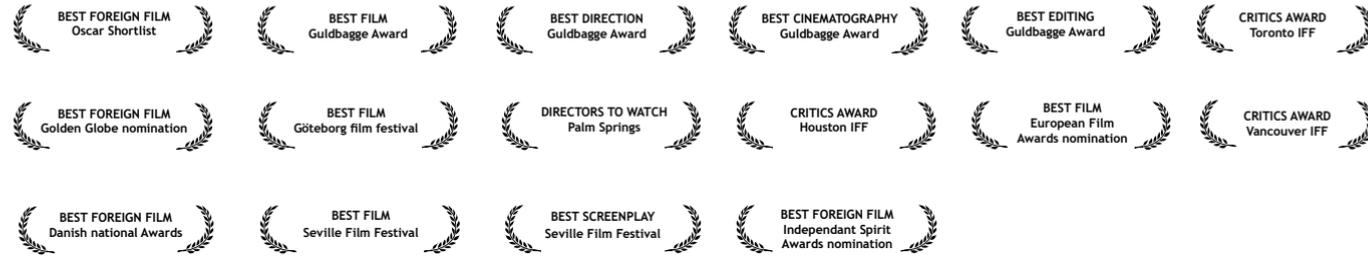 BEST FOREIGN FILM
Oscar Shortlist
BEST FILM
Guldbagge Award
BEST DIRECTION
Guldbagge Award
BEST CINEMATOGRAPHY
Guldbagge Award
BEST EDITING
Guldbagge Award
CRITICS AWARD
Toronto IFF
BEST FOREIGN FILM
Golden Globe nomination
BEST FILM
Göteborg film festival
DIRECTORS TO WATCH
Palm Springs
CRITICS AWARD
Houston IFF
BEST FILM
European Film
Awards nomination
CRITICS AWARD
Vancouver IFF
BEST FOREIGN FILM
Danish national Awards
BEST FILM
Seville Film Festival
BEST SCREENPLAY
Seville Film Festival
BEST FOREIGN FILM
Independant Spirit
Awards nomination